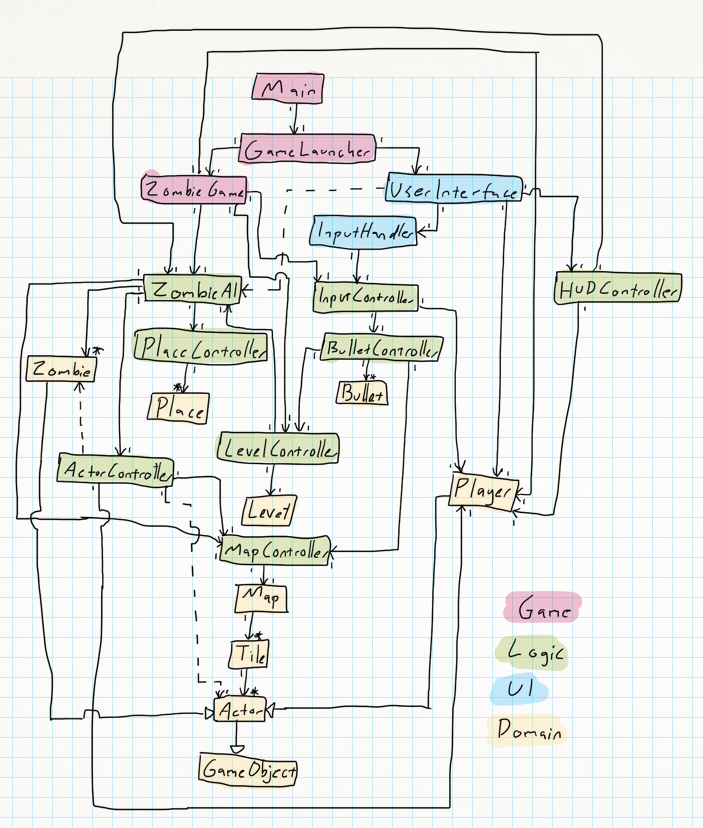 Main
GameLauncher
ZombieGame
UserInterface
InputHandler
ZombieAI
InputController
HUDController
PlaceController
BulletController
Zombie
*
*
Place
*
Bullet
LevelController
ActorController
Player
Level
MapController
Map
Game
*
Tile
Logic
UI
*
Actor
Domain
GameObject